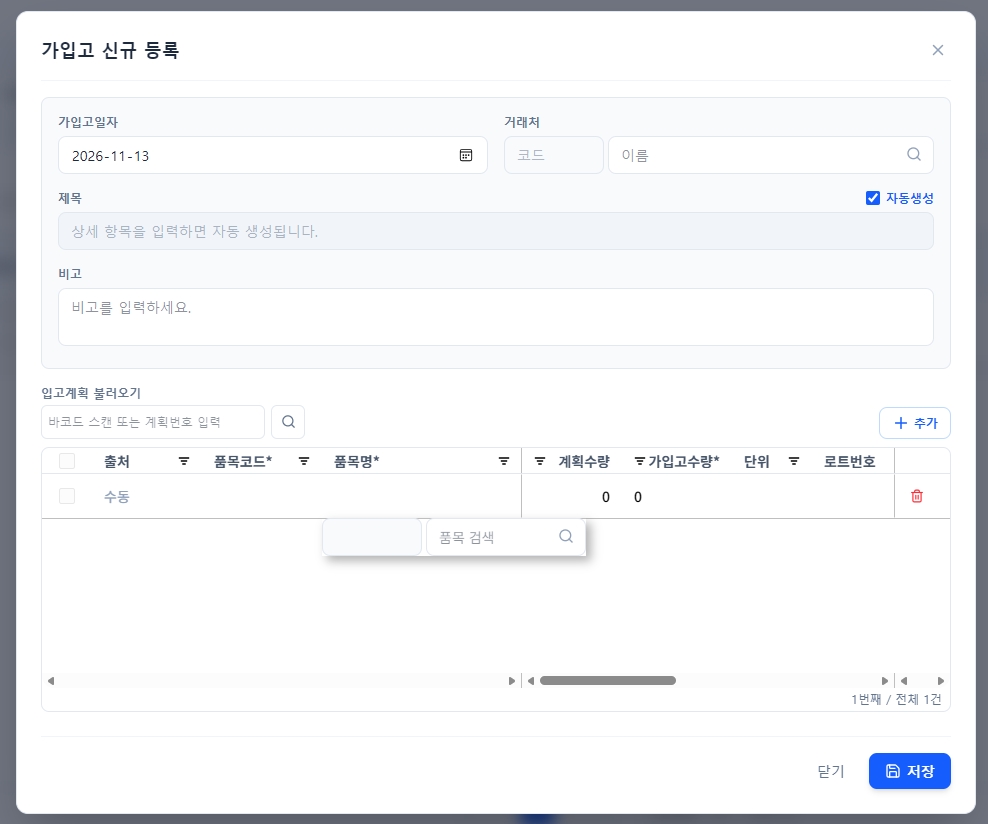 가입고 신규 등록
가입고일자 거래처
2026-11-13 코드 이름
제목 자동생성
상세 항목을 입력하면 자동 생성됩니다.
비고
비고를 입력하세요.
입고계획 불러오기
바코드 스캔 또는 계획번호 입력 추가
출처 품목코드* 품목명* 계획수량 가입고수량* 단위 로트번호
수동 0 0
품목 검색
1번째 / 전체 1건
닫기 저장